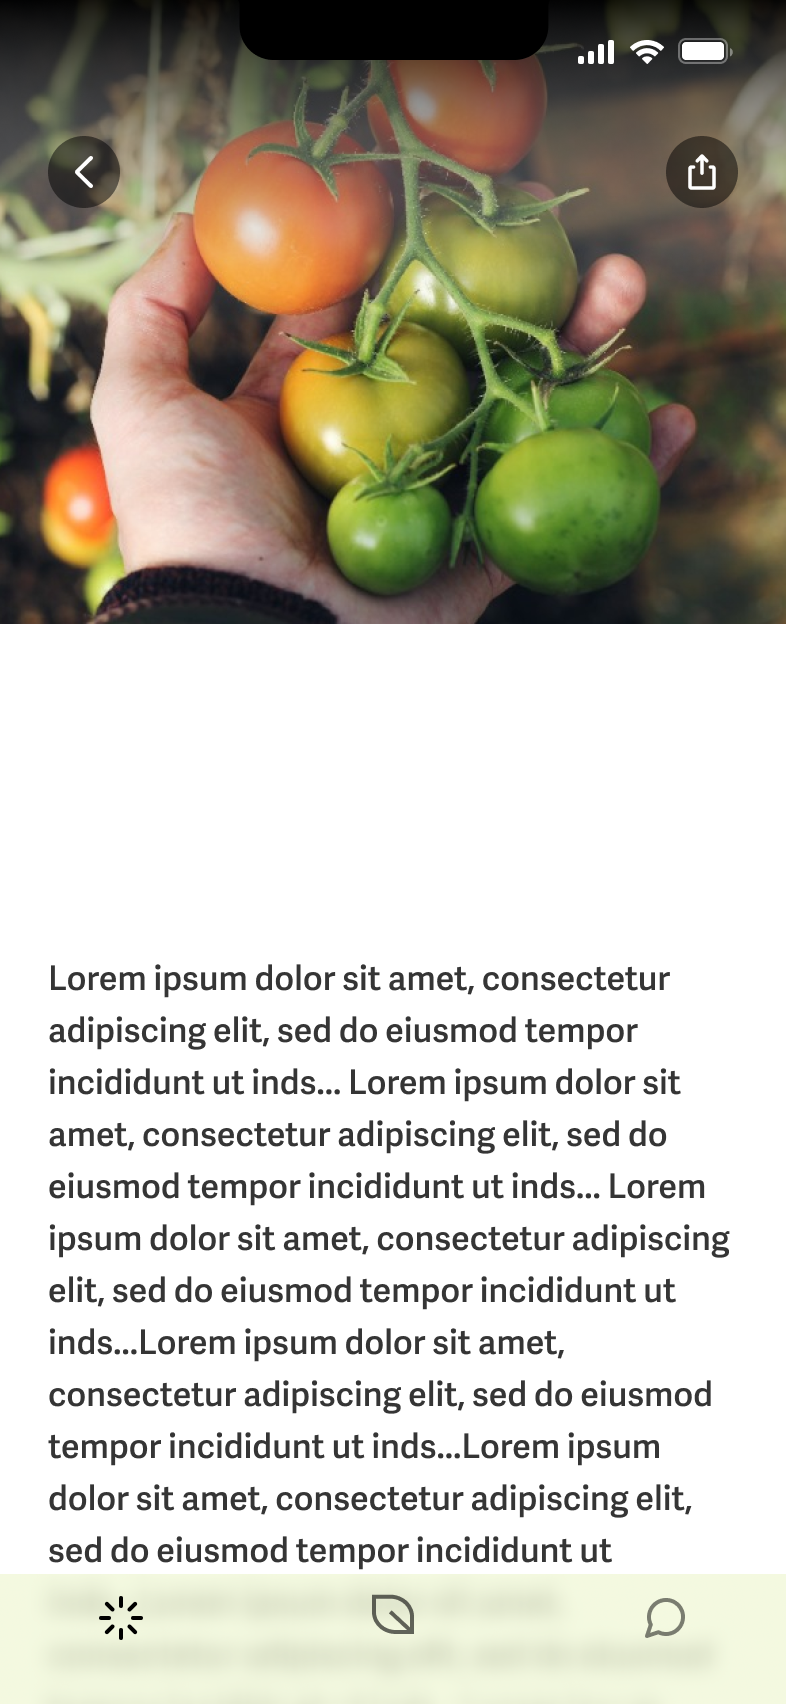 Lorem ipsum dolor sit amet, consectetur
adipiscing elit, sed do eiusmod tempor
incididunt ut inds... Lorem ipsum dolor sit
amet, consectetur adipiscing elit, sed do
eiusmod tempor incididunt ut inds... Lorem
ipsum dolor sit amet, consectetur adipiscing
elit, sed do eiusmod tempor incididunt ut
inds...Lorem ipsum dolor sit amet,
consectetur adipiscing elit, sed do eiusmod
tempor incididunt ut inds...Lorem ipsum
dolor sit amet, consectetur adipiscing elit,
sed do eiusmod tempor incididunt ut